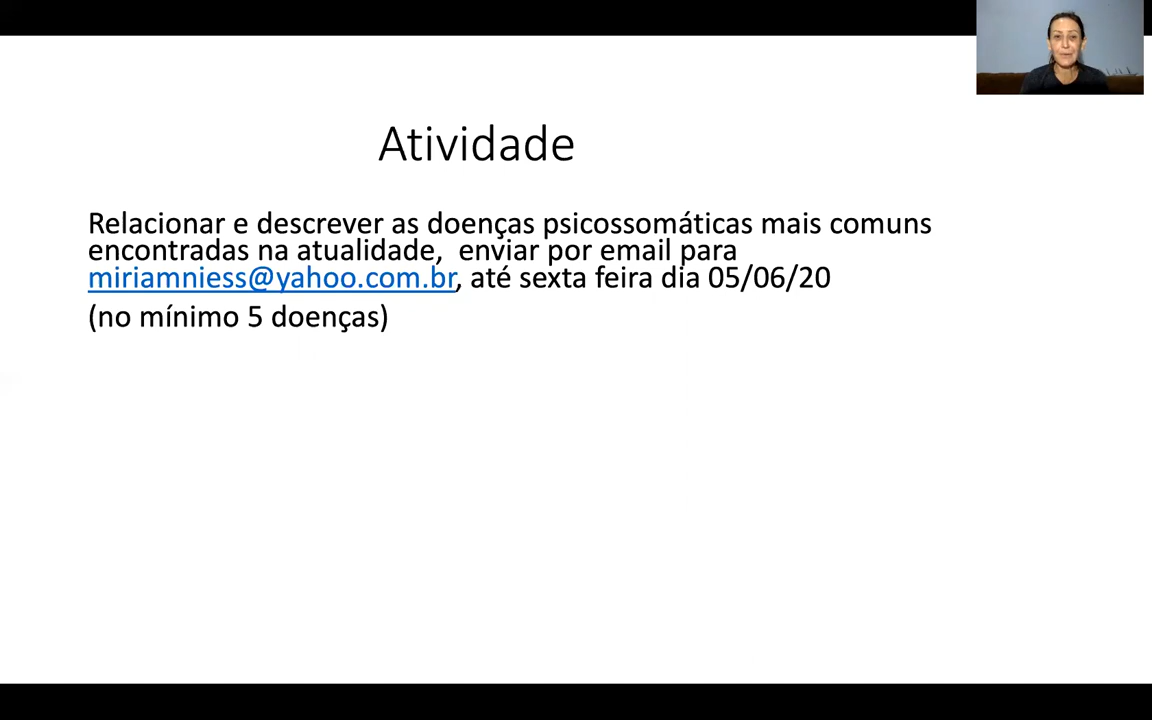 Atividade
Relacionar e descrever as doenças psicossomáticas mais comuns
encontradas na atualidade,  enviar por email para
miriamniess@yahoo.com.br, até sexta feira dia 05/06/20
(no mínimo 5 doenças)